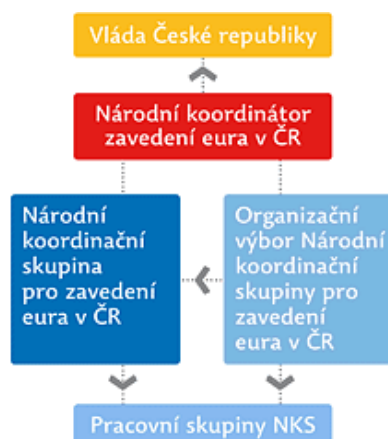 Vláda České republiky
Národní koordinátor
zavedení eura v ČR
Národní
koordinační
skupina
pro zavedení
eura v ČR
Organizační
výbor Národní
koordinační
skupiny pro
zavedení
eura v ČR
Pracovní skupiny NKS